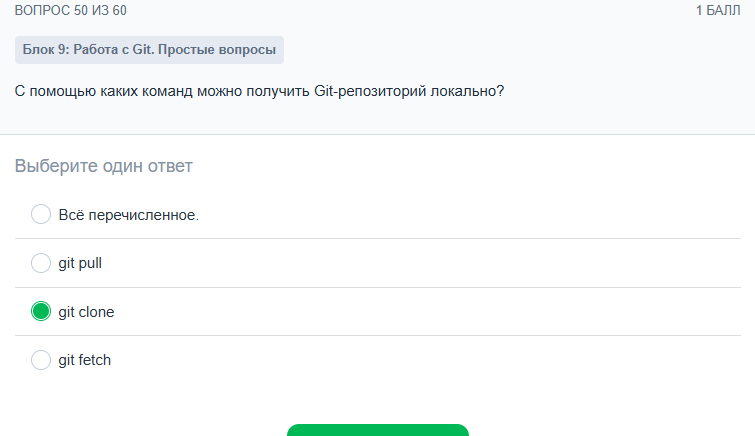 ВОПРОС 50 ИЗ 60
1 БАЛЛ
Блок 9: Работа с Git. Простые вопросы
С помощью каких команд можно получить Git-репозиторий локально?
Выберите один ответ
Всё перечисленное.
git pull
git clone
git fetch